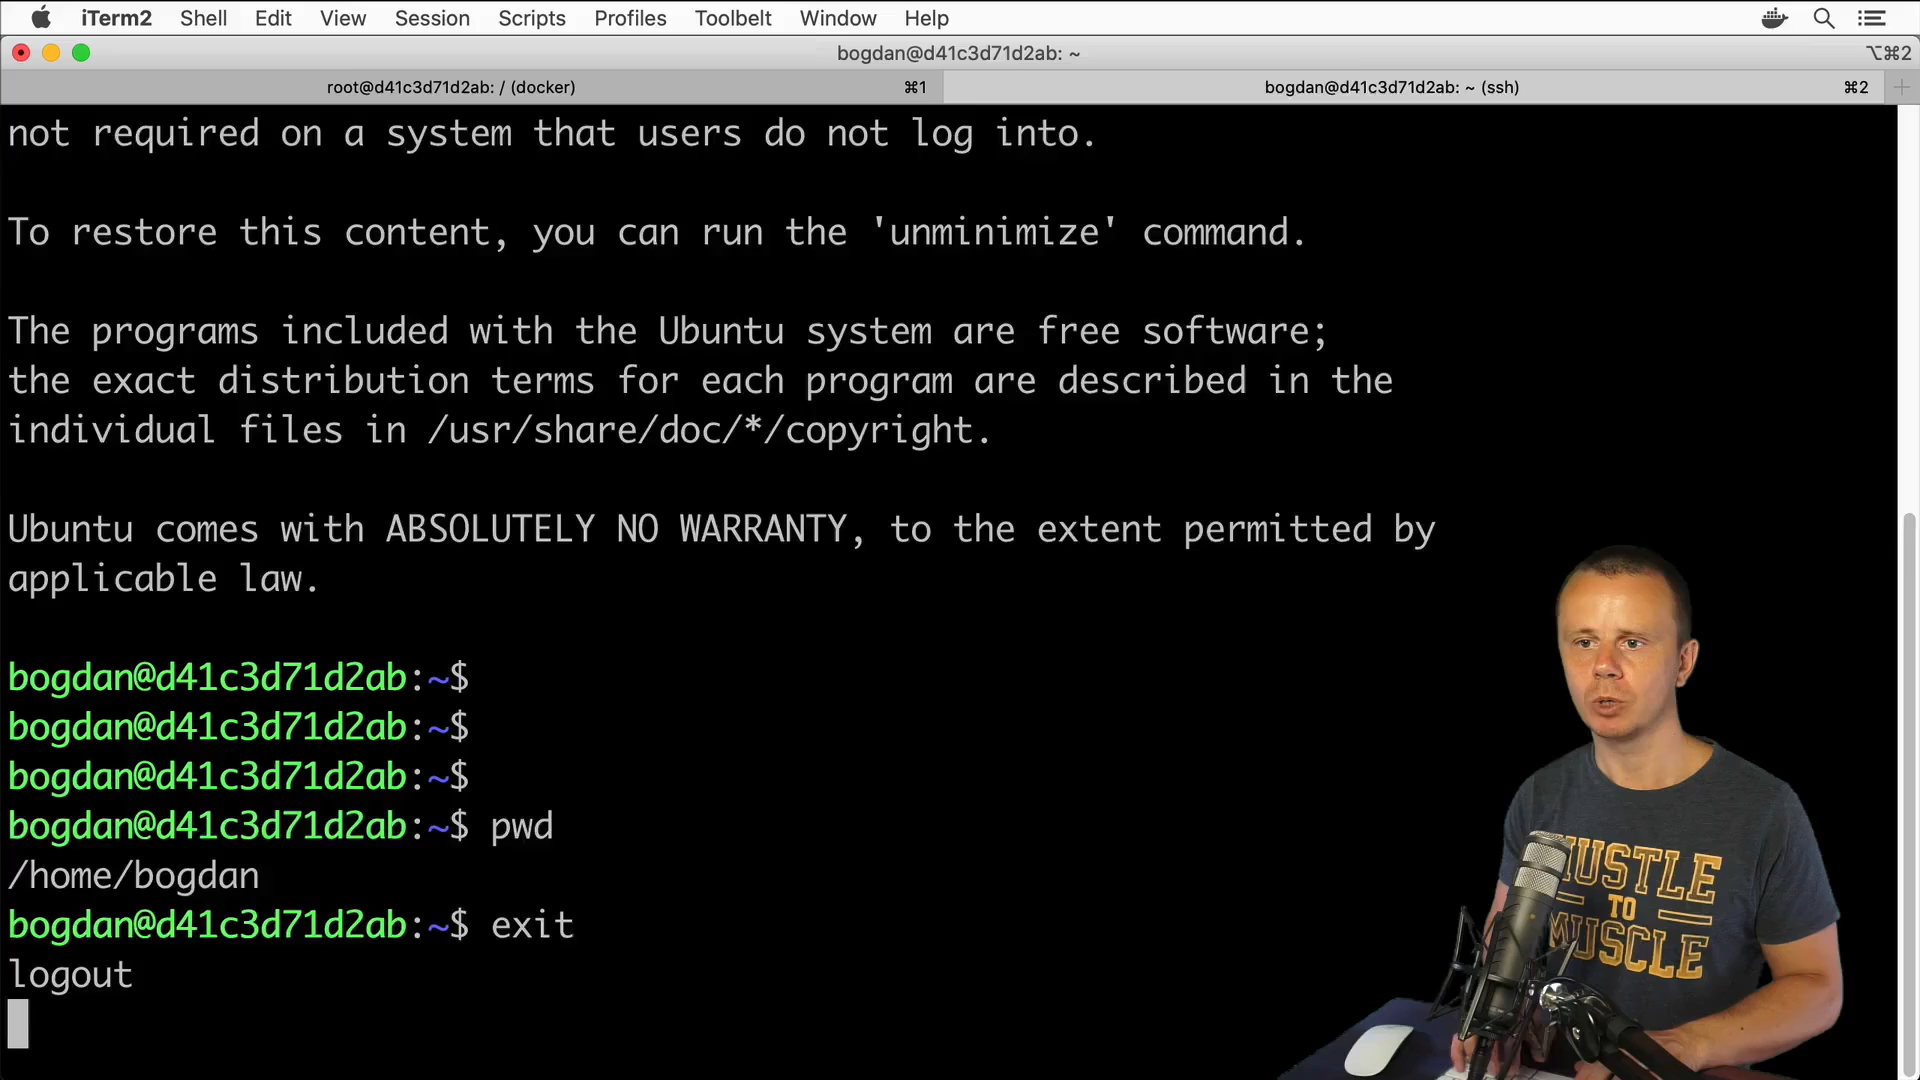 iTerm2 Shell Edit View Session Scripts Profiles Toolbelt Window Help
bogdan@d41c3d71d2ab: ~ ⌥⌘2
root@d41c3d71d2ab: / (docker) ⌘1 bogdan@d41c3d71d2ab: ~ (ssh) ⌘2
not required on a system that users do not log into.
To restore this content, you can run the 'unminimize' command.
The programs included with the Ubuntu system are free software;
the exact distribution terms for each program are described in the
individual files in /usr/share/doc/*/copyright.
Ubuntu comes with ABSOLUTELY NO WARRANTY, to the extent permitted by
applicable law.
bogdan@d41c3d71d2ab:~$
bogdan@d41c3d71d2ab:~$
bogdan@d41c3d71d2ab:~$
bogdan@d41c3d71d2ab:~$ pwd
/home/bogdan
bogdan@d41c3d71d2ab:~$ exit
logout
HUSTLE
TO
MUSCLE